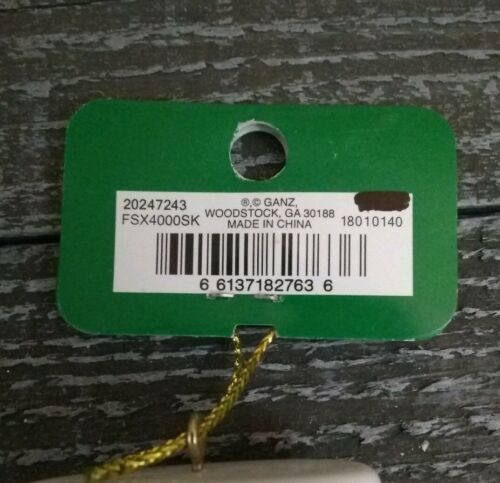 20247243
FSX4000SK
®,© GANZ,
WOODSTOCK, GA 30188
MADE IN CHINA
18010140
6 6137182763 6